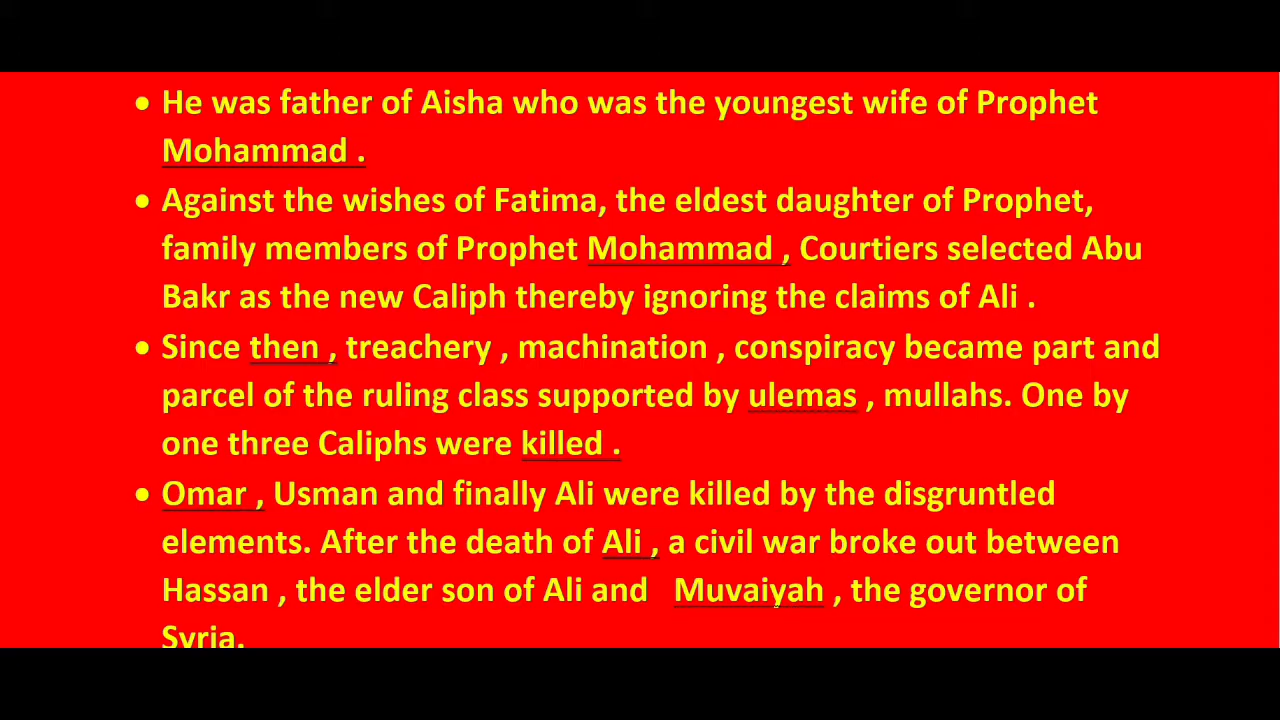 • He was father of Aisha who was the youngest wife of Prophet
Mohammad .
• Against the wishes of Fatima, the eldest daughter of Prophet,
family members of Prophet Mohammad , Courtiers selected Abu
Bakr as the new Caliph thereby ignoring the claims of Ali .
• Since then , treachery , machination , conspiracy became part and
parcel of the ruling class supported by ulemas , mullahs. One by
one three Caliphs were killed .
• Omar , Usman and finally Ali were killed by the disgruntled
elements. After the death of Ali , a civil war broke out between
Hassan , the elder son of Ali and Muvaiyah , the governor of
Syria.